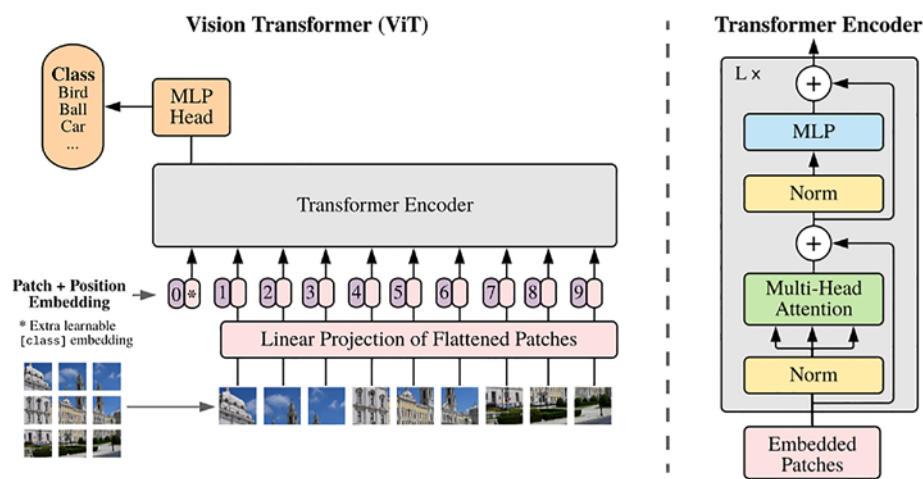 Vision Transformer (ViT)
Class
Bird
Ball
Car
...
MLP
Head
Transformer Encoder
Patch + Position
Embedding
* Extra learnable
[class] embedding
0 * 1 2 3 4 5 6 7 8 9
Linear Projection of Flattened Patches
Transformer Encoder
L ×
+
MLP
Norm
+
Multi-Head
Attention
Norm
Embedded
Patches